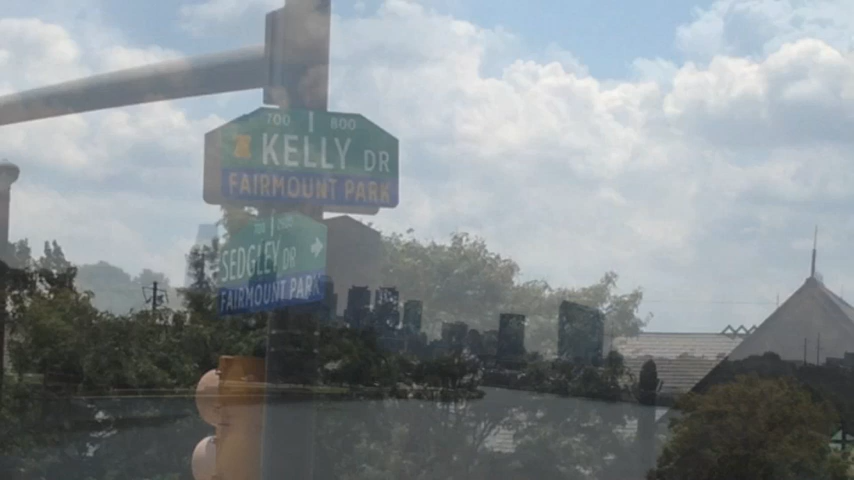 700 800
KELLY DR
FAIRMOUNT PARK
SEDGLEY DR
FAIRMOUNT PARK